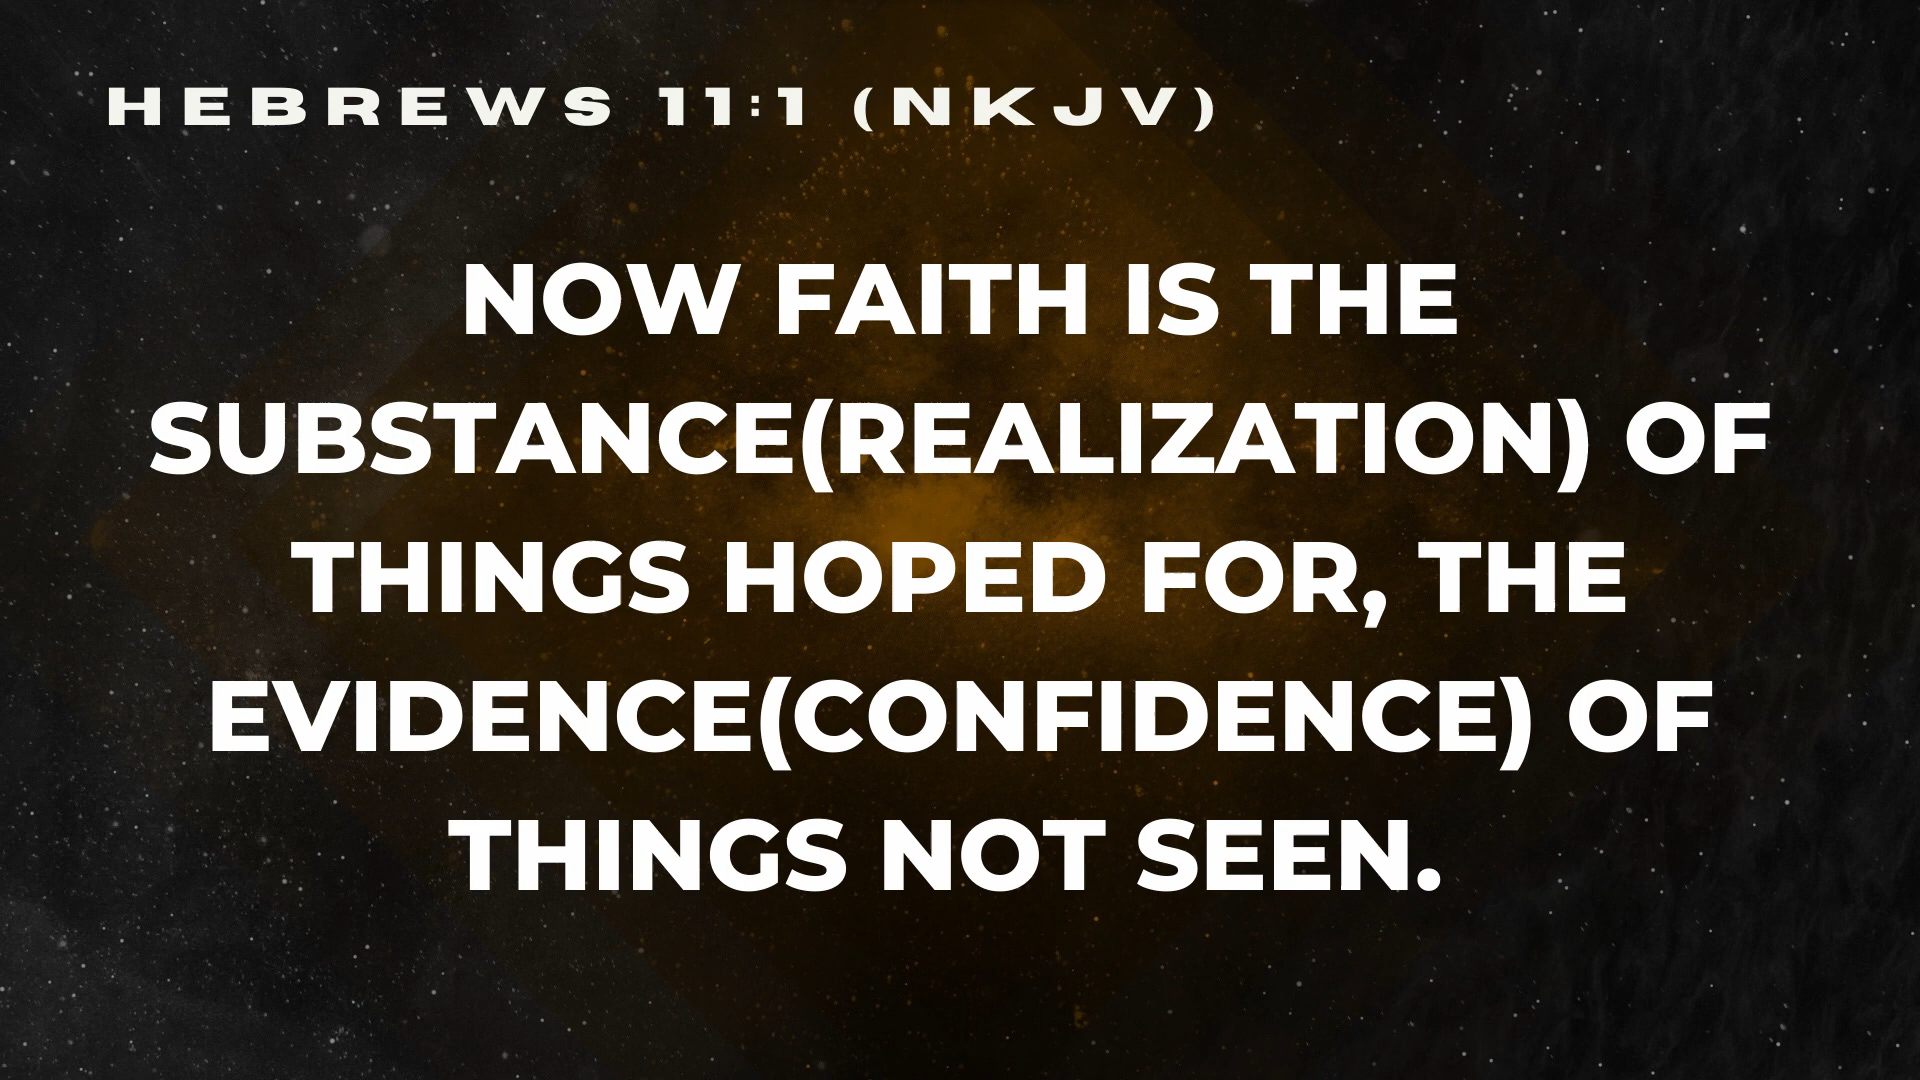 HEBREWS 11:1 (NKJV)
NOW FAITH IS THE
SUBSTANCE(REALIZATION) OF
THINGS HOPED FOR, THE
EVIDENCE(CONFIDENCE) OF
THINGS NOT SEEN.